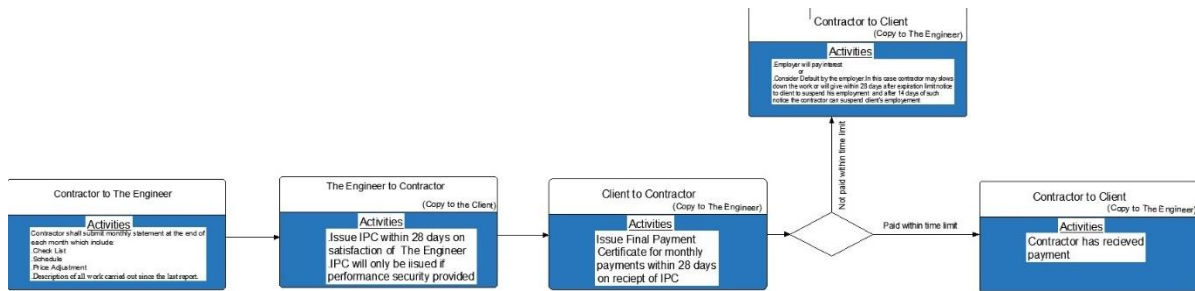 Contractor to Client
(Copy to The Engineer)
Activities
.Employer will pay interest
or
.Consider Default by the employer.In this case contractor may slows
down the work or will give within 28 days after expiration limit notice
to client to suspend his employment and after 14 days of such
notice the contractor can suspend client's employement
Not paid within time limit
Contractor to The Engineer
Activities
Contractor shall submit monthly statement at the end
of each month which include:
.Check List
.Schedule
.Price Adjustment
.Description of all work carried out since the last report.
The Engineer to Contractor
(Copy to the Client)
Activities
.Issue IPC within 28 days on
satisfaction of The Engineer
.IPC will only be issued if
performance security provided
Client to Contractor
(Copy to The Engineer)
Activities
Issue Final Payment
Certificate for monthly
payments within 28 days
on reciept of IPC
Paid within time limit
Contractor to Client
(Copy to The Engineer)
Activities
Contractor has recieved
payment